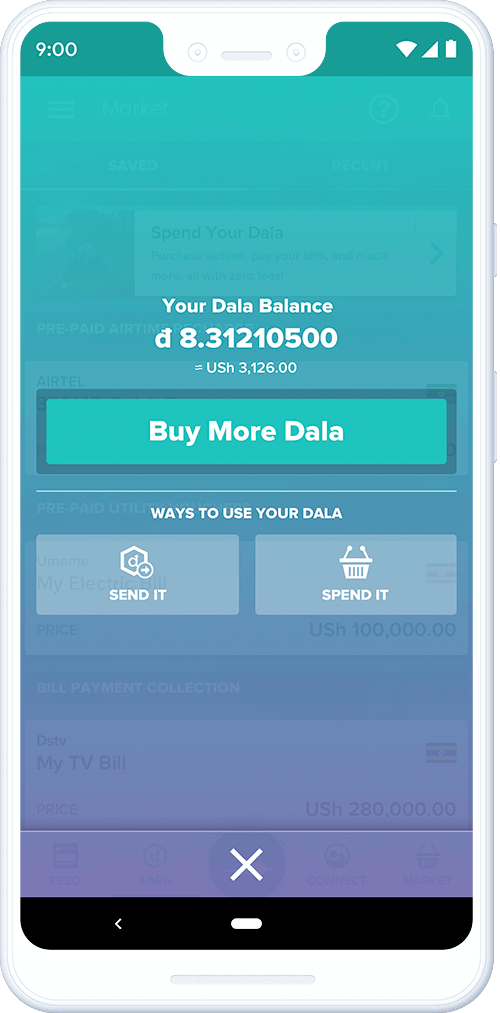 9:00
Market
SAVED
RECENT
Spend Your Dala
Purchase airtime, pay your bills, and much
more, all with zero fees!
Your Dala Balance
PRE-PAID AIRTIME RECHARGE
đ 8.31210500
≈ USh 3,126.00
AIRTEL
Buy More Dala
PRE-PAID UTILITY
WAYS TO USE YOUR DALA
Umeme
My Electric Bill
SEND IT
SPEND IT
PRICE
USh 100,000.00
BILL PAYMENT COLLECTION
Dstv
My TV Bill
PRICE
USh 280,000.00
FEED
EARN
CONNECT
MARKET